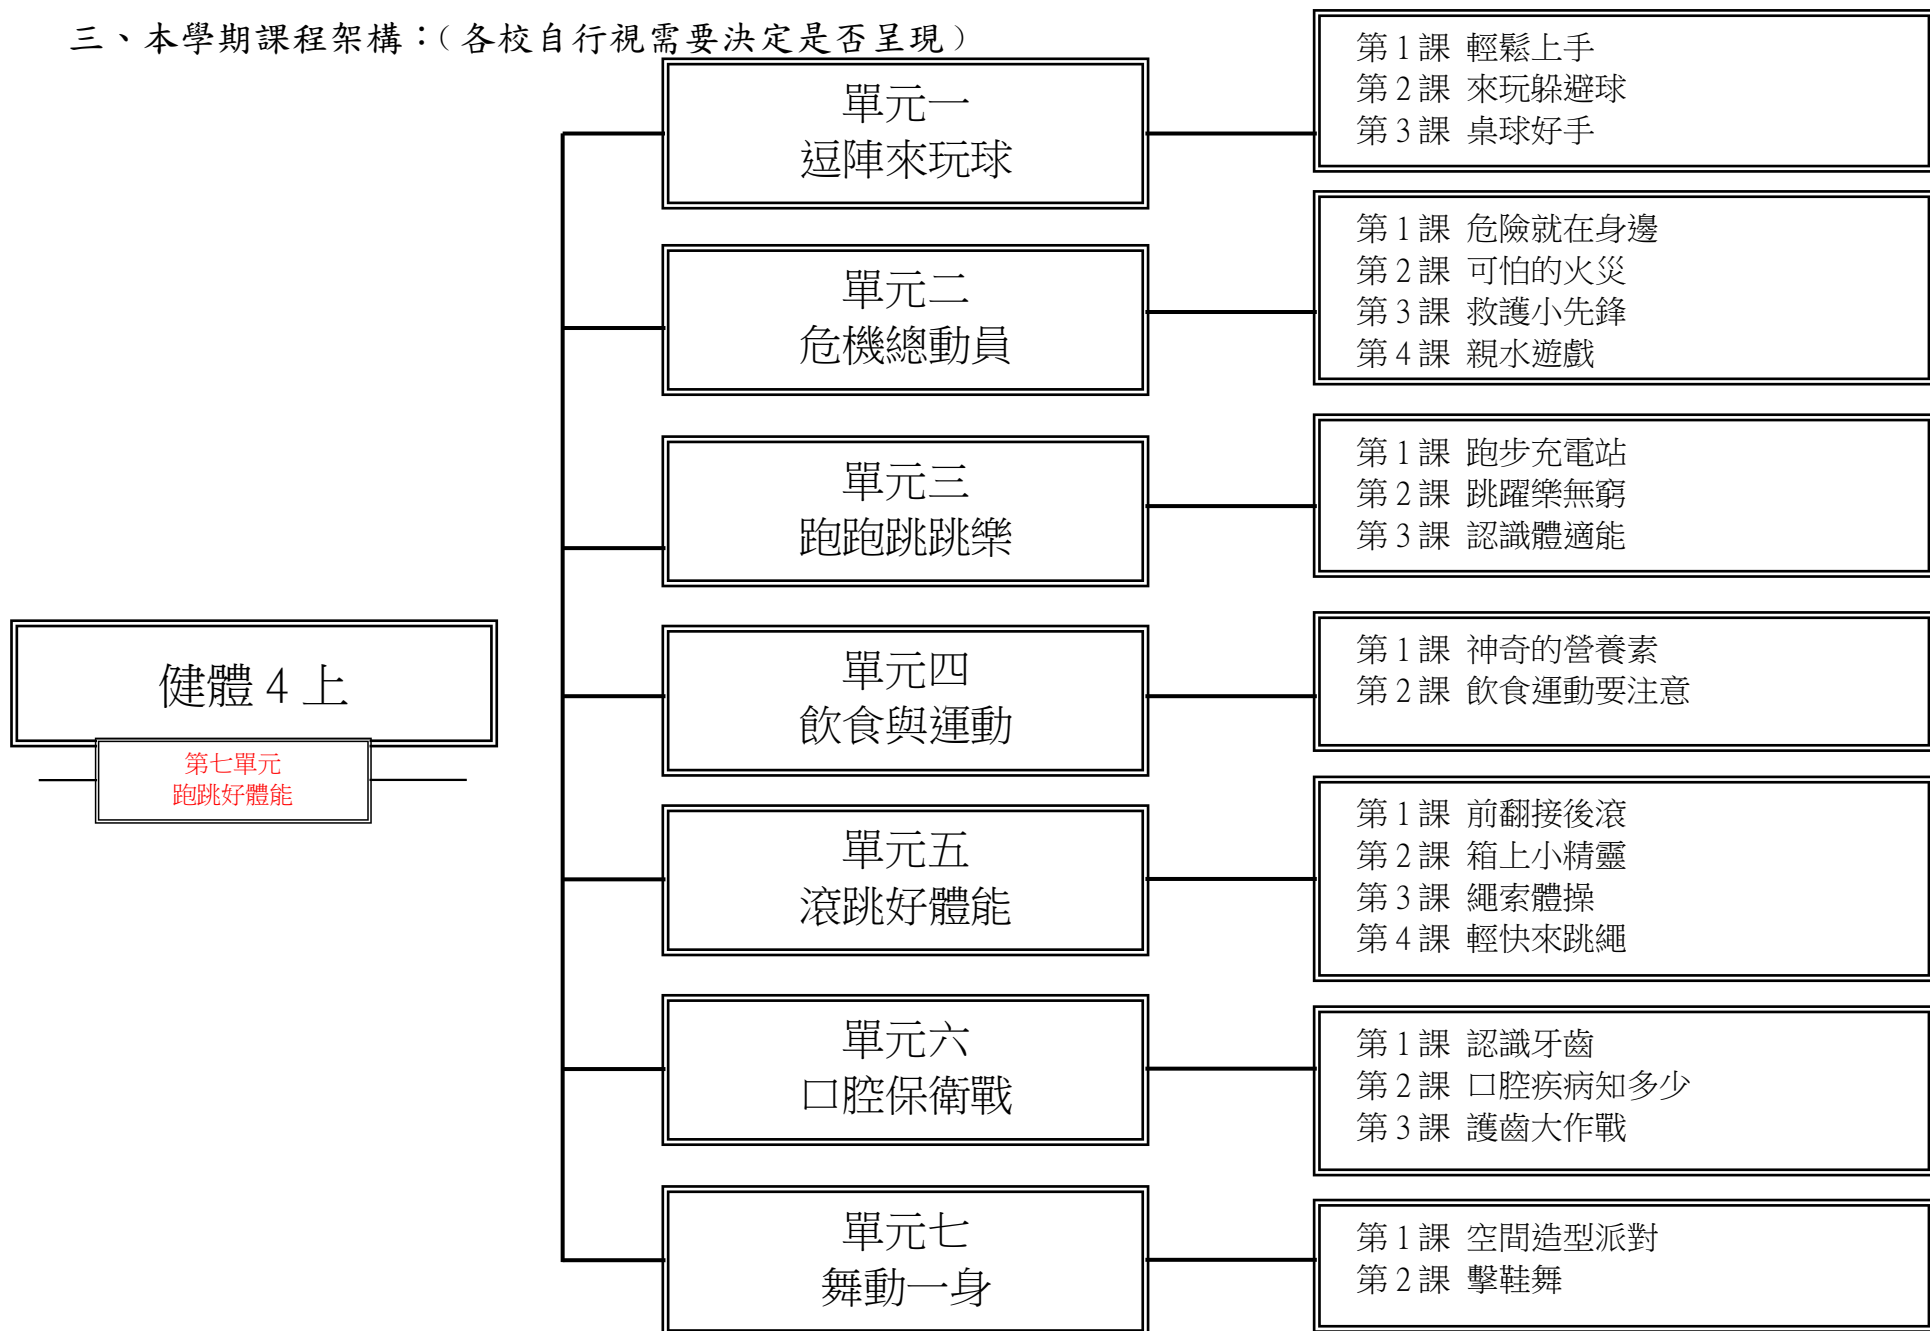 三、本學期課程架構：（各校自行視需要決定是否呈現）
健體 4 上
第七單元
跑跳好體能
單元一
逗陣來玩球
第 1 課 輕鬆上手
第 2 課 來玩躲避球
第 3 課 桌球好手
單元二
危機總動員
第 1 課 危險就在身邊
第 2 課 可怕的火災
第 3 課 救護小先鋒
第 4 課 親水遊戲
單元三
跑跑跳跳樂
第 1 課 跑步充電站
第 2 課 跳躍樂無窮
第 3 課 認識體適能
單元四
飲食與運動
第 1 課 神奇的營養素
第 2 課 飲食運動要注意
單元五
滾跳好體能
第 1 課 前翻接後滾
第 2 課 箱上小精靈
第 3 課 繩索體操
第 4 課 輕快來跳繩
單元六
口腔保衛戰
第 1 課 認識牙齒
第 2 課 口腔疾病知多少
第 3 課 護齒大作戰
單元七
舞動一身
第 1 課 空間造型派對
第 2 課 擊鞋舞